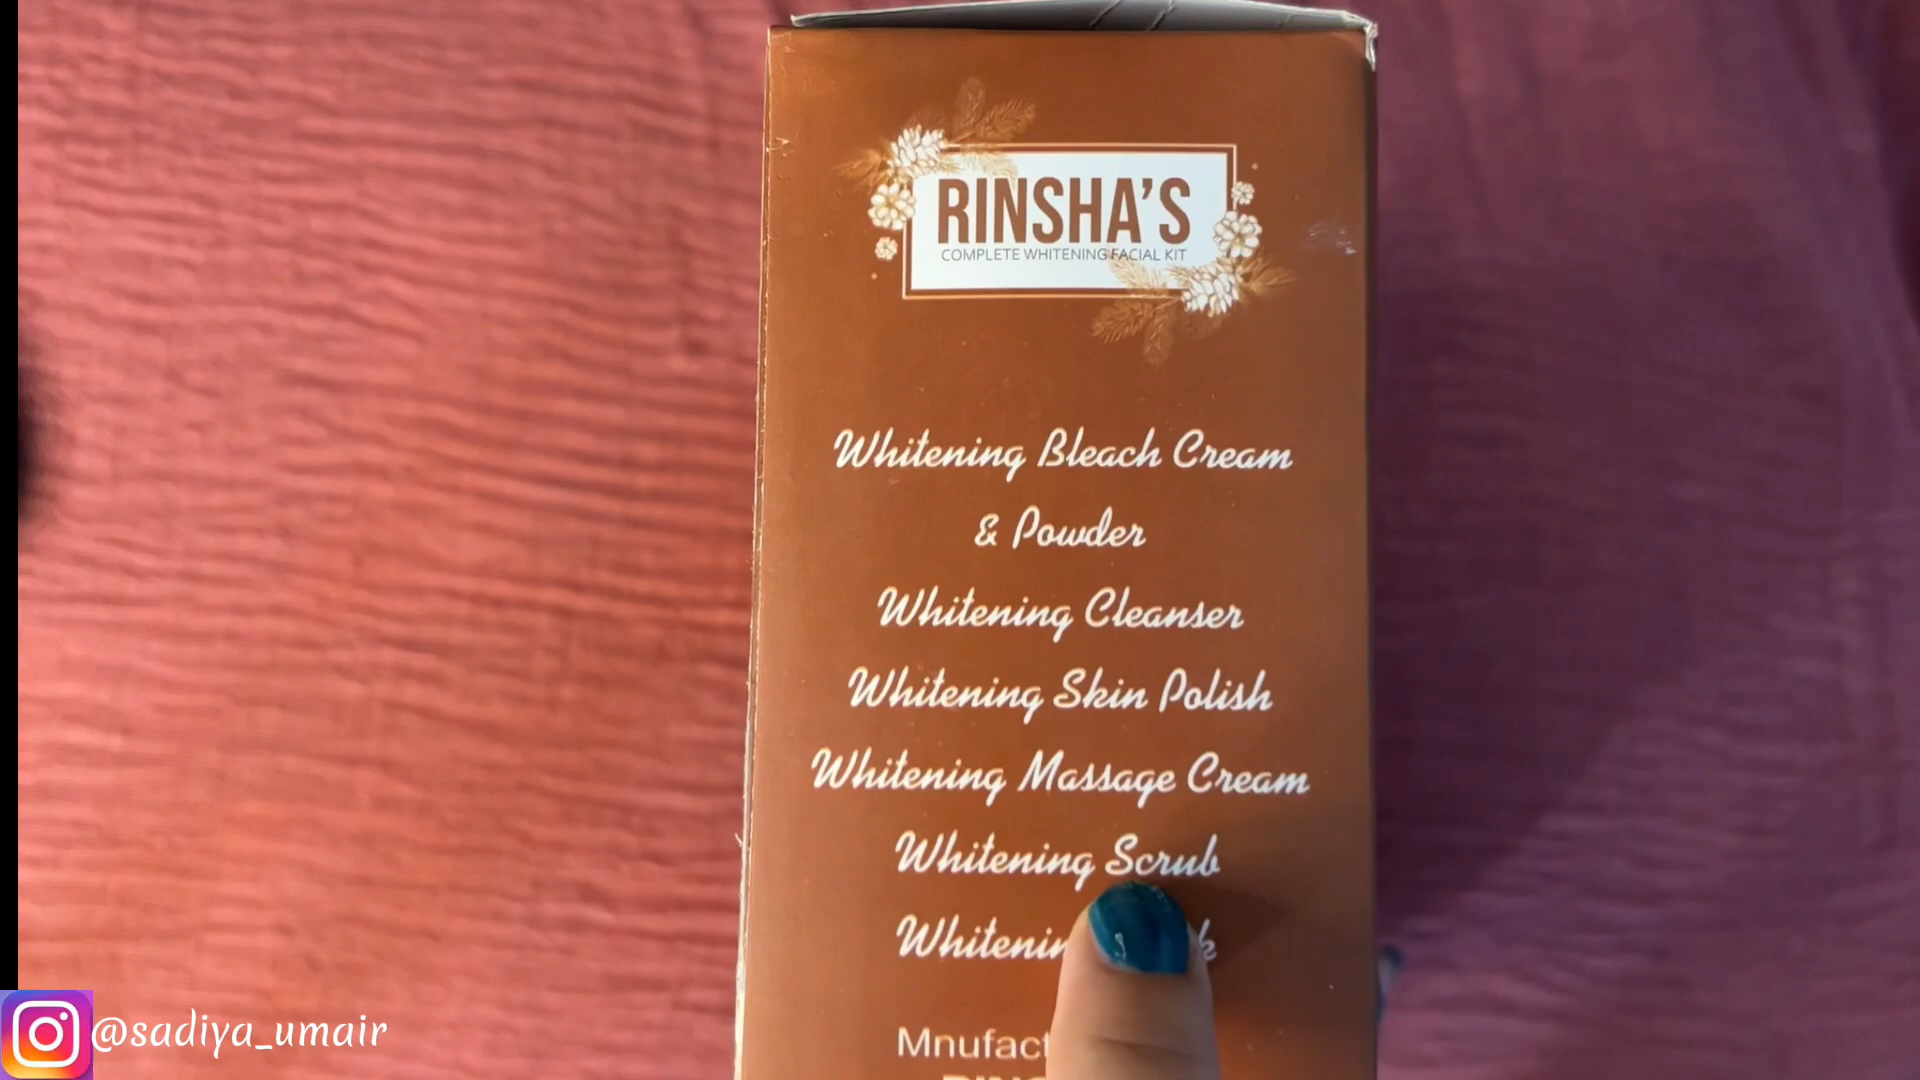 RINSHA'S
COMPLETE WHITENING FACIAL KIT
Whitening Bleach Cream
& Powder
Whitening Cleanser
Whitening Skin Polish
Whitening Massage Cream
Whitening Scrub
@sadiya_umair